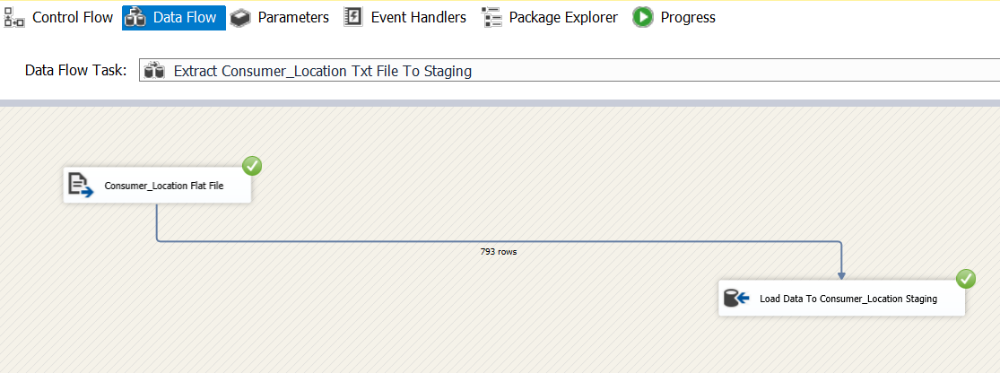 Control Flow Data Flow Parameters Event Handlers Package Explorer Progress
Data Flow Task: Extract Consumer_Location Txt File To Staging
Consumer_Location Flat File
793 rows
Load Data To Consumer_Location Staging